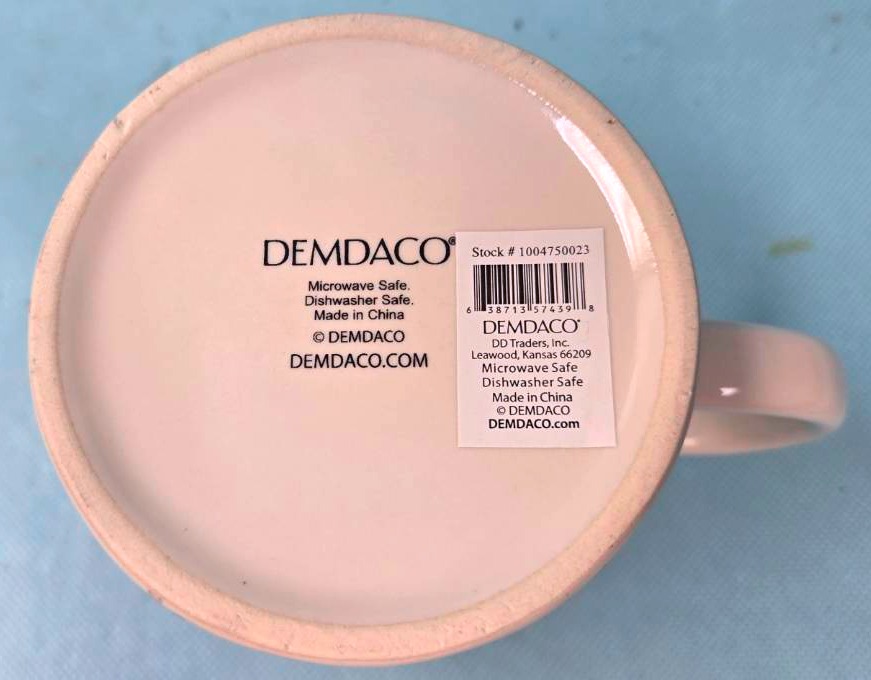 DEMDACO®
Microwave Safe.
Dishwasher Safe.
Made in China
© DEMDACO
DEMDACO.COM
Stock # 1004750023
6 38713 57439 8
DEMDACO®
DD Traders, Inc.
Leawood, Kansas 66209
Microwave Safe
Dishwasher Safe
Made in China
© DEMDACO
DEMDACO.com